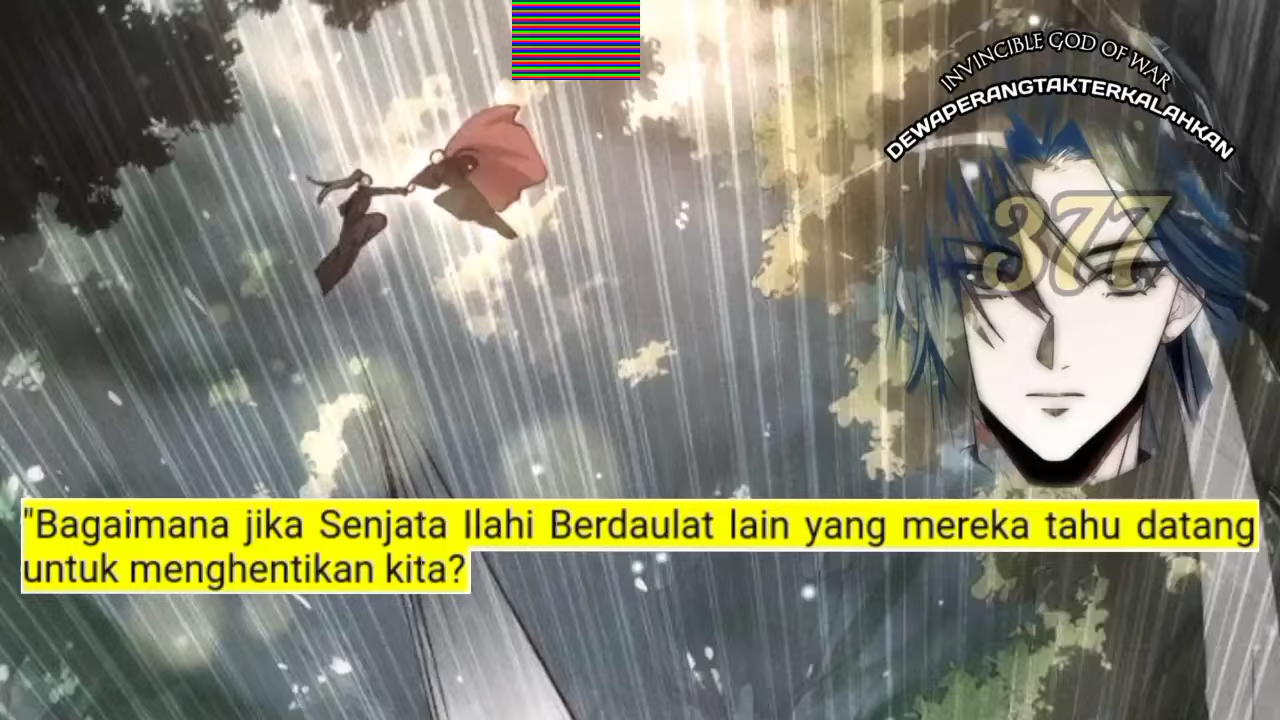 INVINCIBLE GOD OF WAR
DEWAPERANGTAKTERKALAHKAN
377
"Bagaimana jika Senjata Ilahi Berdaulat lain yang mereka tahu datang
untuk menghentikan kita?